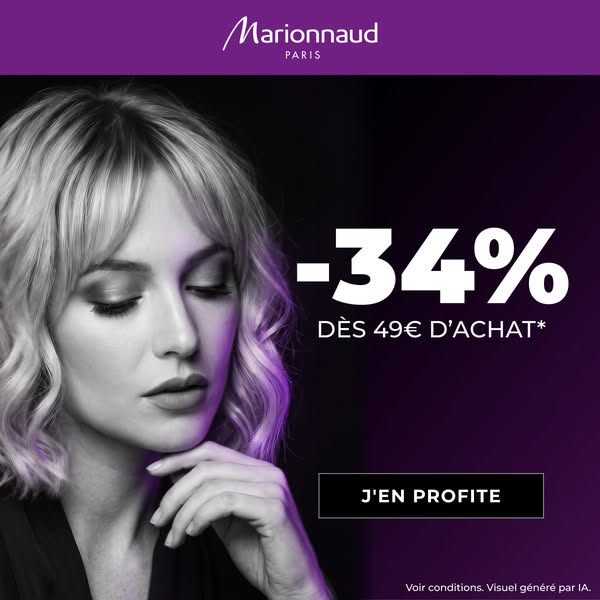 Marionnaud
PARIS
-34%
DÈS 49€ D'ACHAT*
J'EN PROFITE
Voir conditions. Visuel généré par IA.